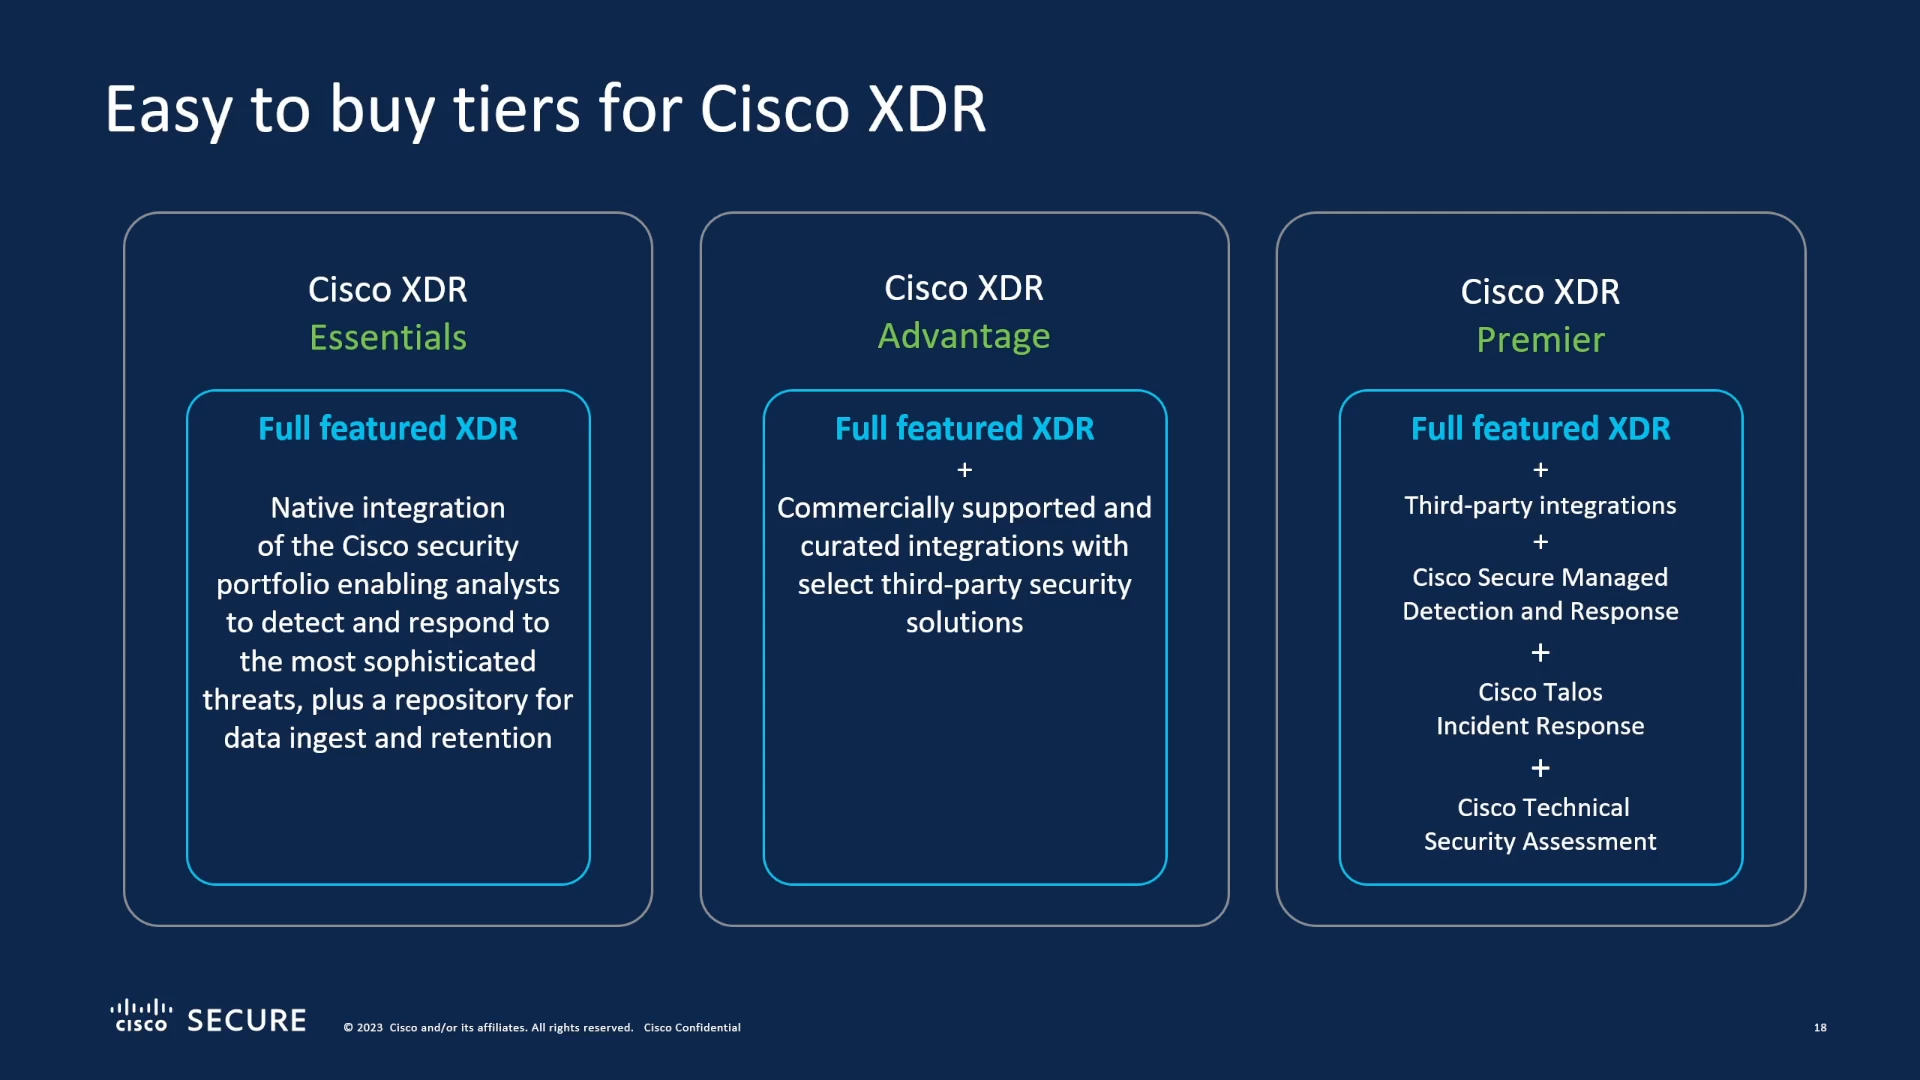 Easy to buy tiers for Cisco XDR
Cisco XDR
Essentials
Full featured XDR
Native integration
of the Cisco security
portfolio enabling analysts
to detect and respond to
the most sophisticated
threats, plus a repository for
data ingest and retention
Cisco XDR
Advantage
Full featured XDR
+
Commercially supported and
curated integrations with
select third-party security
solutions
Cisco XDR
Premier
Full featured XDR
+
Third-party integrations
+
Cisco Secure Managed
Detection and Response
+
Cisco Talos
Incident Response
+
Cisco Technical
Security Assessment
CISCO SECURE
© 2023 Cisco and/or its affiliates. All rights reserved. Cisco Confidential
18